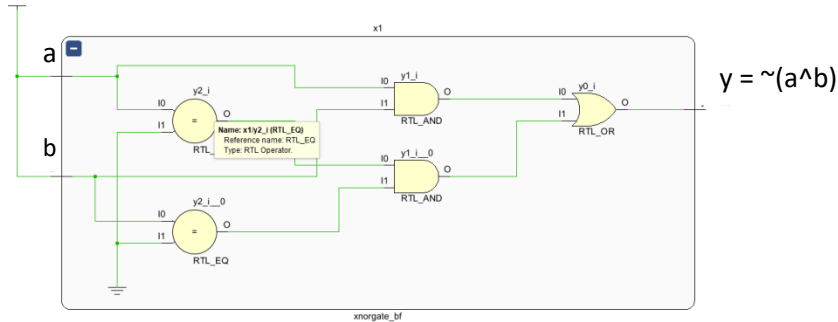 x1
a
y2_i
I0
O
I1
=
RTL_
Name: x1/y2_i (RTL_EQ)
Reference name: RTL_EQ
Type: RTL Operator.
y1_i
I0
O
I1
RTL_AND
y0_i
I0
O
I1
RTL_OR
y = ~(a^b)
b
y1_i__0
I0
O
I1
RTL_AND
y2_i__0
I0
O
I1
=
RTL_EQ
xnorgate_bf